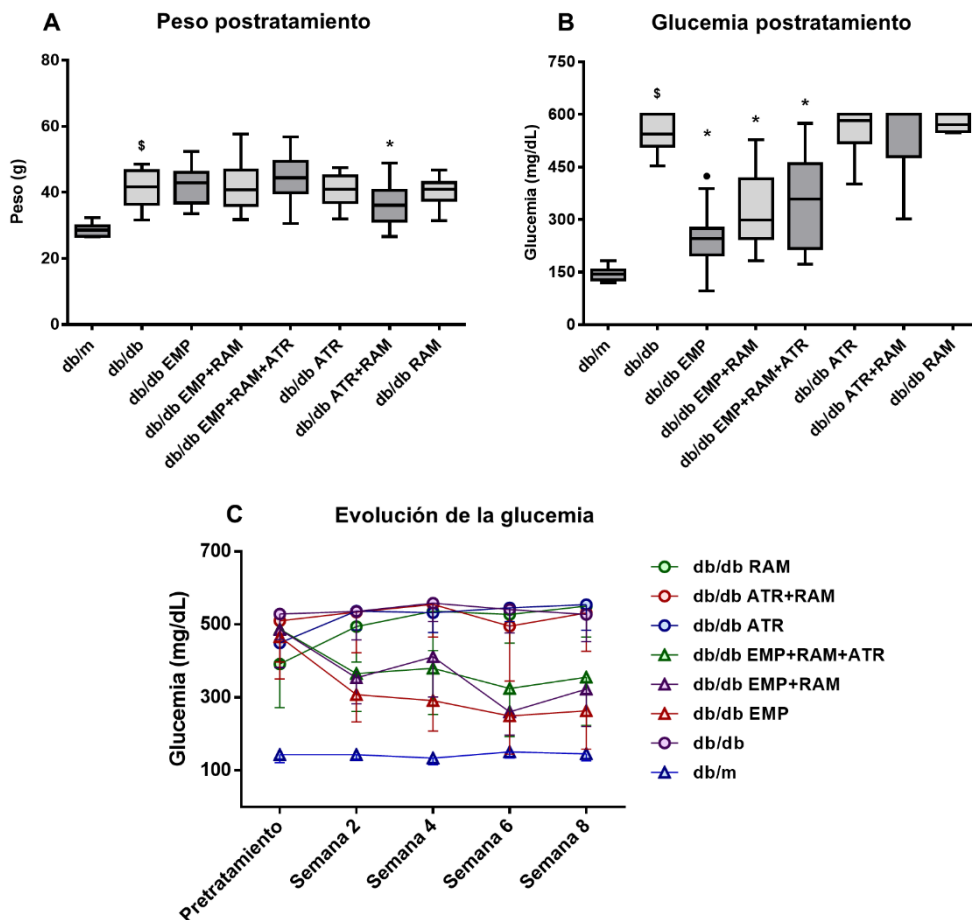 A Peso postratamiento
Peso (g)
80
60
40
20
0
$
*
db/m
db/db
db/db EMP
db/db EMP+RAM
db/db EMP+RAM+ATR
db/db ATR
db/db ATR+RAM
db/db RAM
B Glucemia postratamiento
Glucemia (mg/dL)
750
600
450
300
150
0
$
*
*
*
db/m
db/db
db/db EMP
db/db EMP+RAM
db/db EMP+RAM+ATR
db/db ATR
db/db ATR+RAM
db/db RAM
C Evolución de la glucemia
Glucemia (mg/dL)
700
500
300
100
Pretratamiento
Semana 2
Semana 4
Semana 6
Semana 8
db/db RAM
db/db ATR+RAM
db/db ATR
db/db EMP+RAM+ATR
db/db EMP+RAM
db/db EMP
db/db
db/m